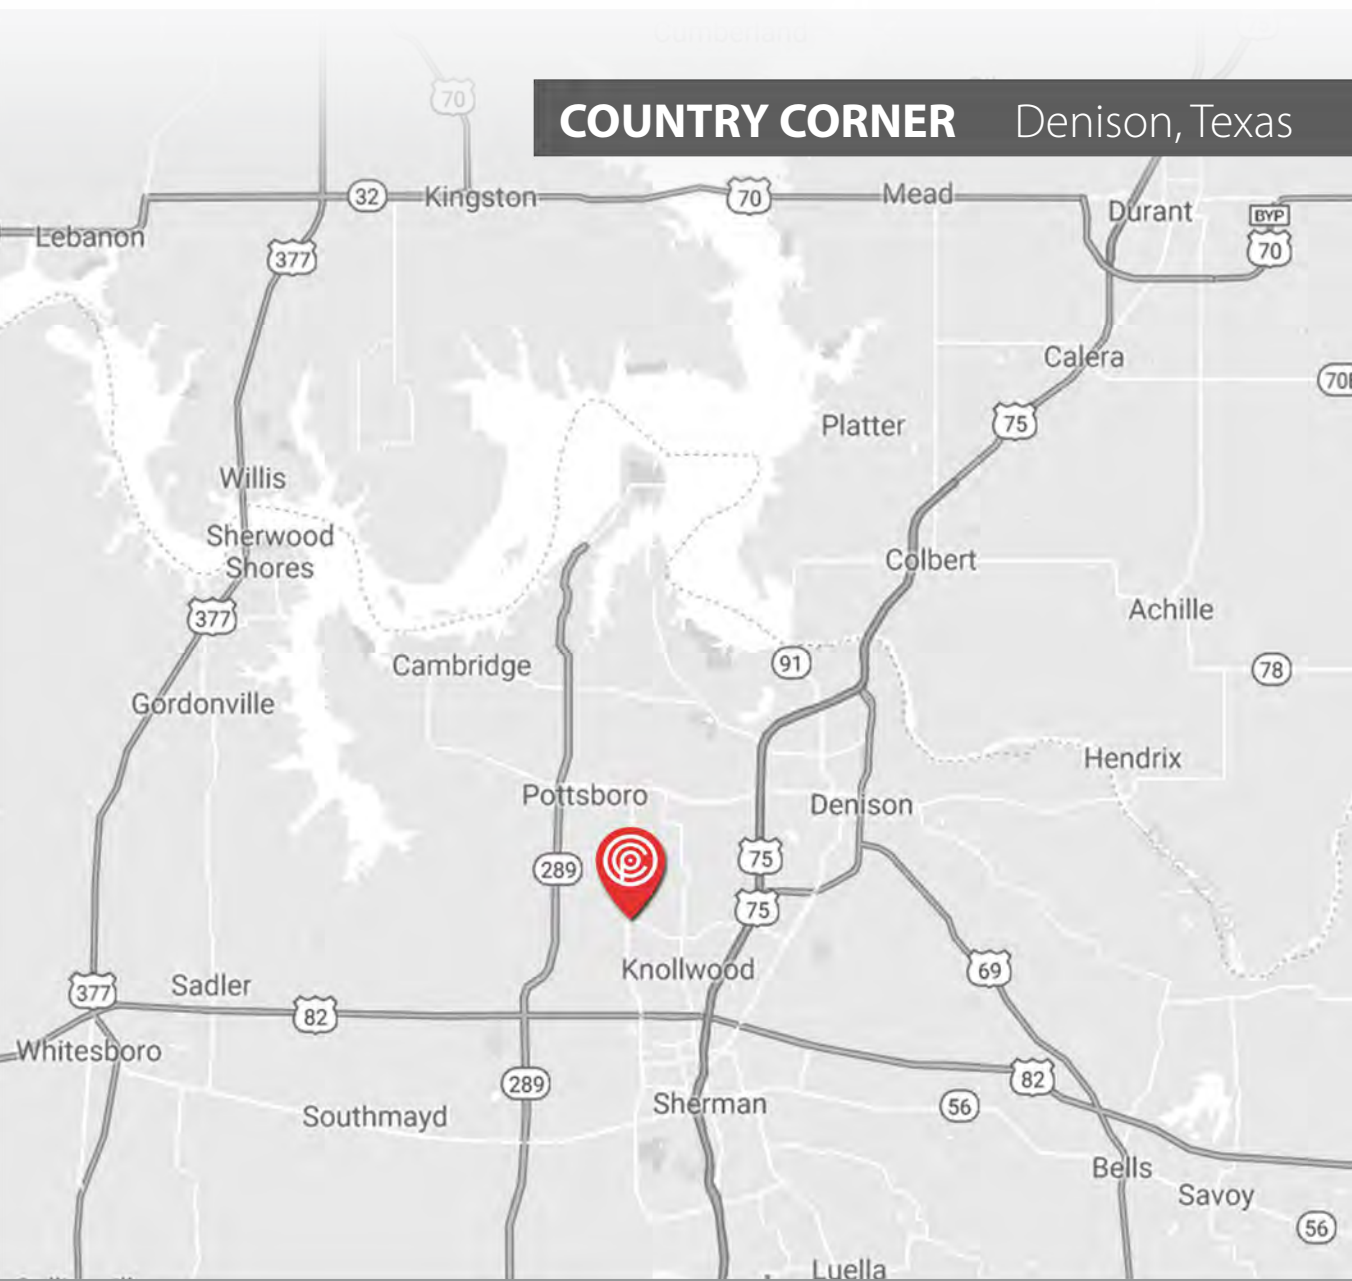 Cumberland
70
COUNTRY CORNER Denison, Texas
32
Kingston
70
Mead
Durant
BYP
70
Lebanon
377
Calera
70
75
Platter
Willis
Sherwood
Shores
Colbert
377
Achille
Cambridge
91
78
Gordonville
Hendrix
Pottsboro
Denison
289
75
75
Knollwood
69
377
Sadler
82
Whitesboro
289
82
Southmayd
Sherman
56
Bells
Savoy
56
Luella